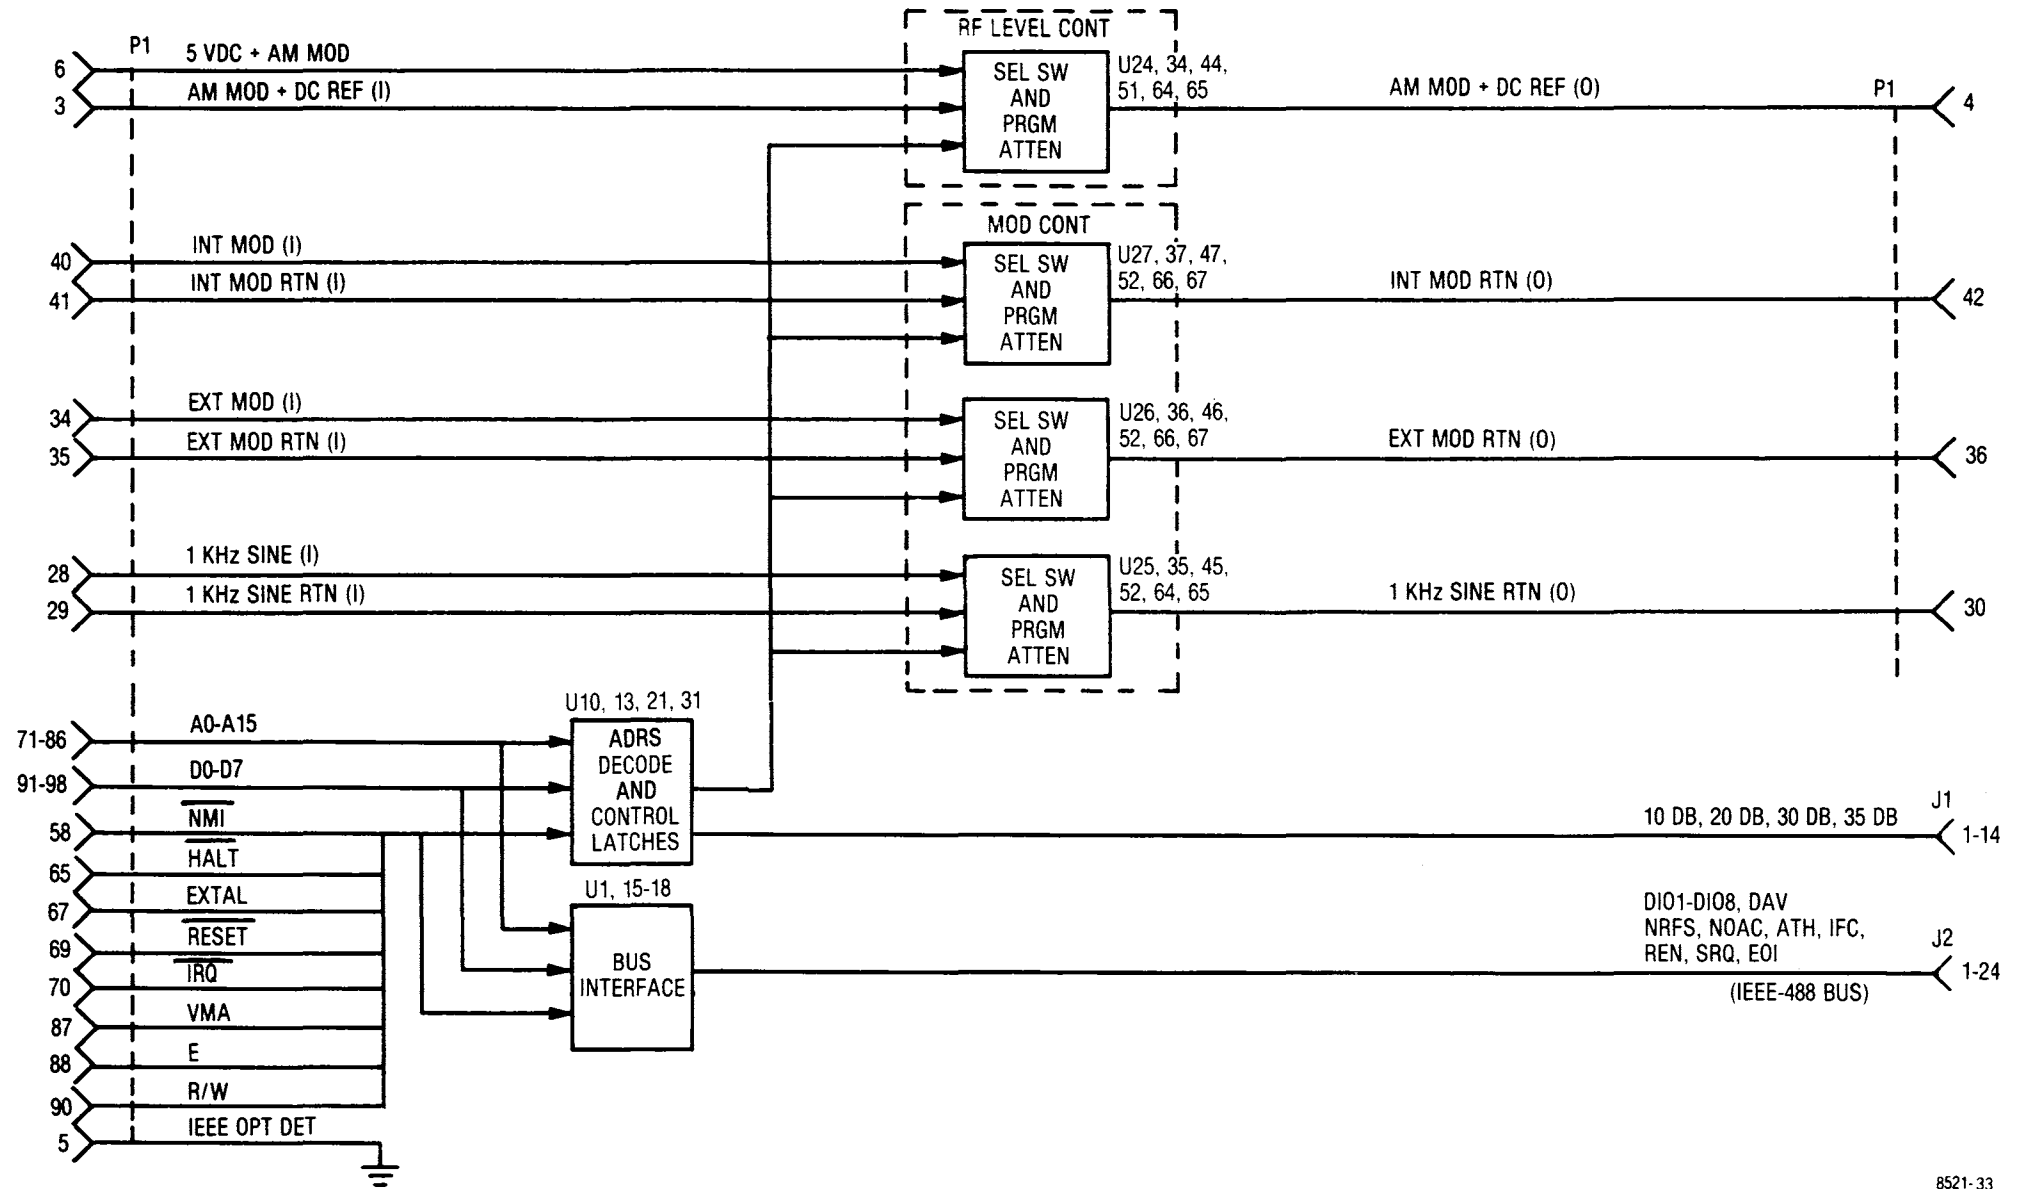 RF LEVEL CONT
P1
6
5 VDC + AM MOD
3
AM MOD + DC REF (I)
SEL SW
AND
PRGM
ATTEN
U24, 34, 44,
51, 64, 65
AM MOD + DC REF (O)
P1
4
MOD CONT
40
INT MOD (I)
41
INT MOD RTN (I)
SEL SW
AND
PRGM
ATTEN
U27, 37, 47,
52, 66, 67
INT MOD RTN (O)
42
34
EXT MOD (I)
35
EXT MOD RTN (I)
SEL SW
AND
PRGM
ATTEN
U26, 36, 46,
52, 66, 67
EXT MOD RTN (O)
36
28
1 KHz SINE (I)
29
1 KHz SINE RTN (I)
SEL SW
AND
PRGM
ATTEN
U25, 35, 45,
52, 64, 65
1 KHz SINE RTN (O)
30
71-86
A0-A15
91-98
D0-D7
58
NMI
65
HALT
67
EXTAL
69
RESET
70
IRQ
87
VMA
88
E
90
R/W
5
IEEE OPT DET
U10, 13, 21, 31
ADRS
DECODE
AND
CONTROL
LATCHES
10 DB, 20 DB, 30 DB, 35 DB
J1
1-14
U1, 15-18
BUS
INTERFACE
DIO1-DIO8, DAV
NRFS, NOAC, ATH, IFC,
REN, SRQ, EOI
J2
1-24
(IEEE-488 BUS)
8521-33